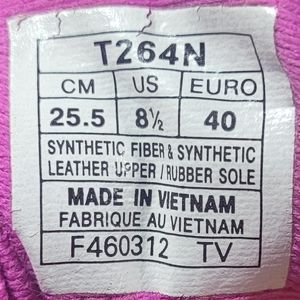 T264N
CM US EURO
25.5 8½ 40
SYNTHETIC FIBER & SYNTHETIC
LEATHER UPPER / RUBBER SOLE
MADE IN VIETNAM
FABRIQUE AU VIETNAM
F460312 TV